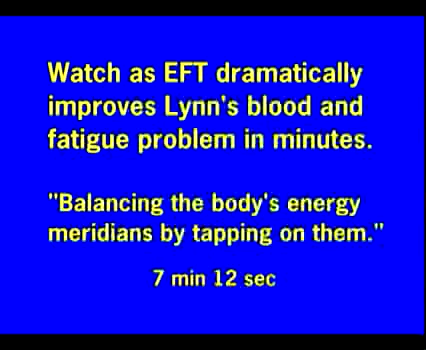 Watch as EFT dramatically
improves Lynn's blood and
fatigue problem in minutes.
"Balancing the body's energy
meridians by tapping on them."
7 min 12 sec